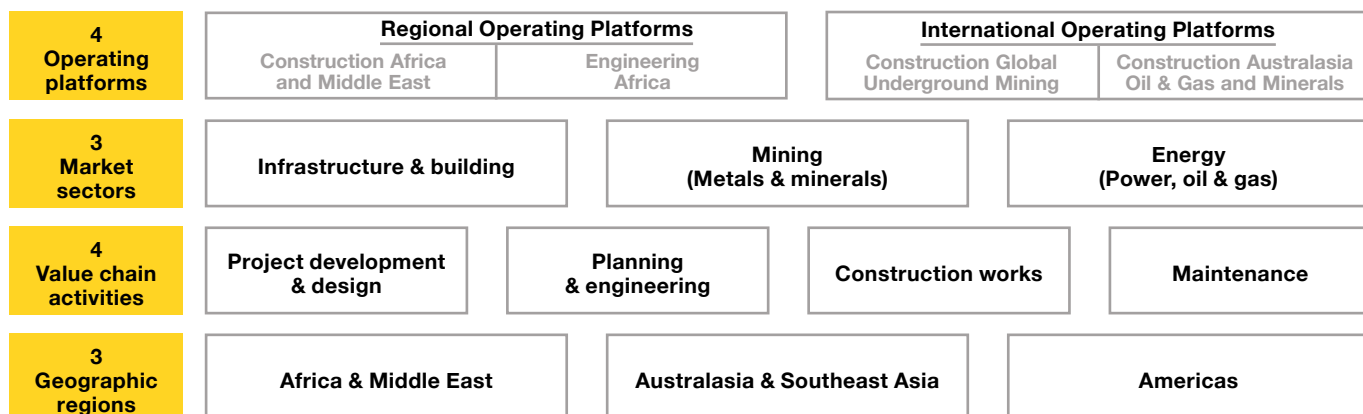 4
Operating
platforms
Regional Operating Platforms
Construction Africa
and Middle East
Engineering
Africa
International Operating Platforms
Construction Global
Underground Mining
Construction Australasia
Oil & Gas and Minerals
3
Market
sectors
Infrastructure & building
Mining
(Metals & minerals)
Energy
(Power, oil & gas)
4
Value chain
activities
Project development
& design
Planning
& engineering
Construction works
Maintenance
3
Geographic
regions
Africa & Middle East
Australasia & Southeast Asia
Americas